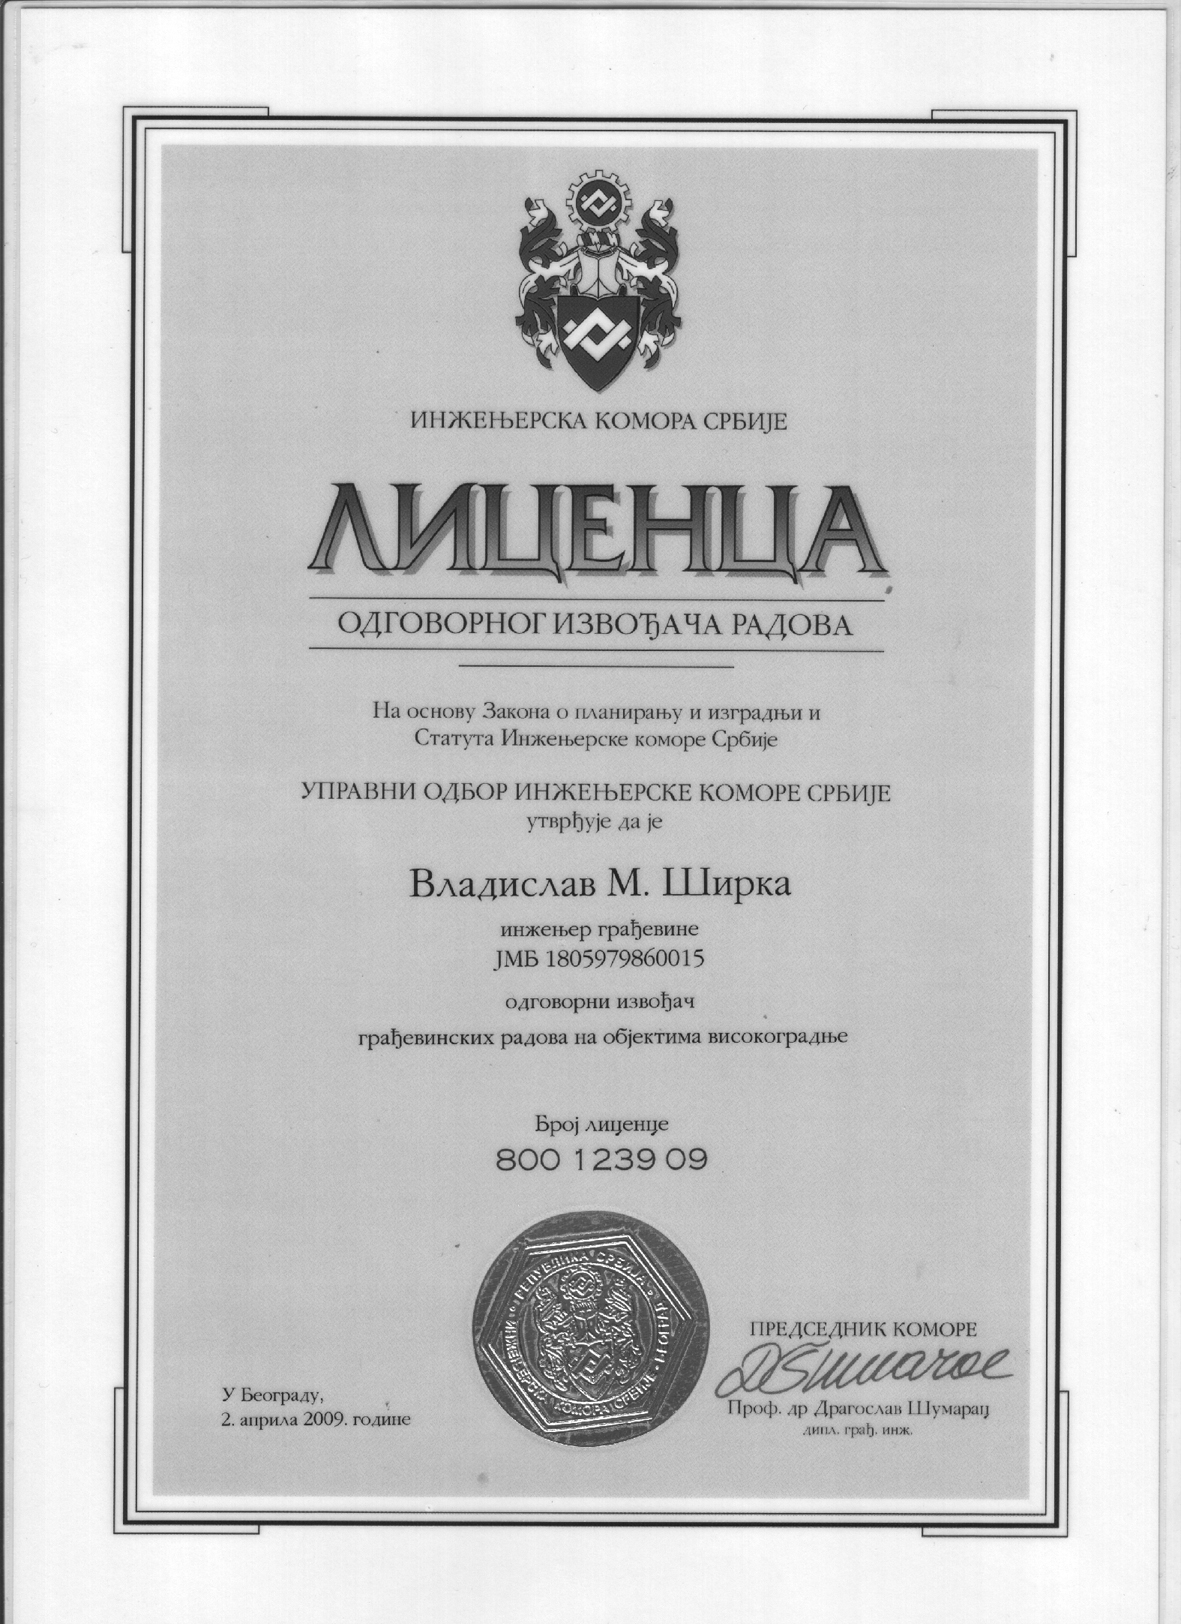 ИНЖЕЊЕРСКА КОМОРА СРБИЈЕ
ЛИЦЕНЦА
ОДГОВОРНОГ ИЗВОЂАЧА РАДОВА
На основу Закона о планирању и изградњи и
Статута Инжењерске коморе Србије
УПРАВНИ ОДБОР ИНЖЕЊЕРСКЕ КОМОРЕ СРБИЈЕ
утврђује да је
Владислав М. Ширка
инжењер грађевине
ЈМБ 1805979860015
одговорни извођач
грађевинских радова на објектима високоградње
Број лиценце
800 1239 09
РЕПУБЛИКА СРБИЈА
ИНЖЕЊЕРСКА КОМОРА СРБИЈЕ
У Београду,
2. априла 2009. године
ПРЕДСЕДНИК КОМОРЕ
Проф. др Драгослав Шумарац
дипл. грађ. инж.